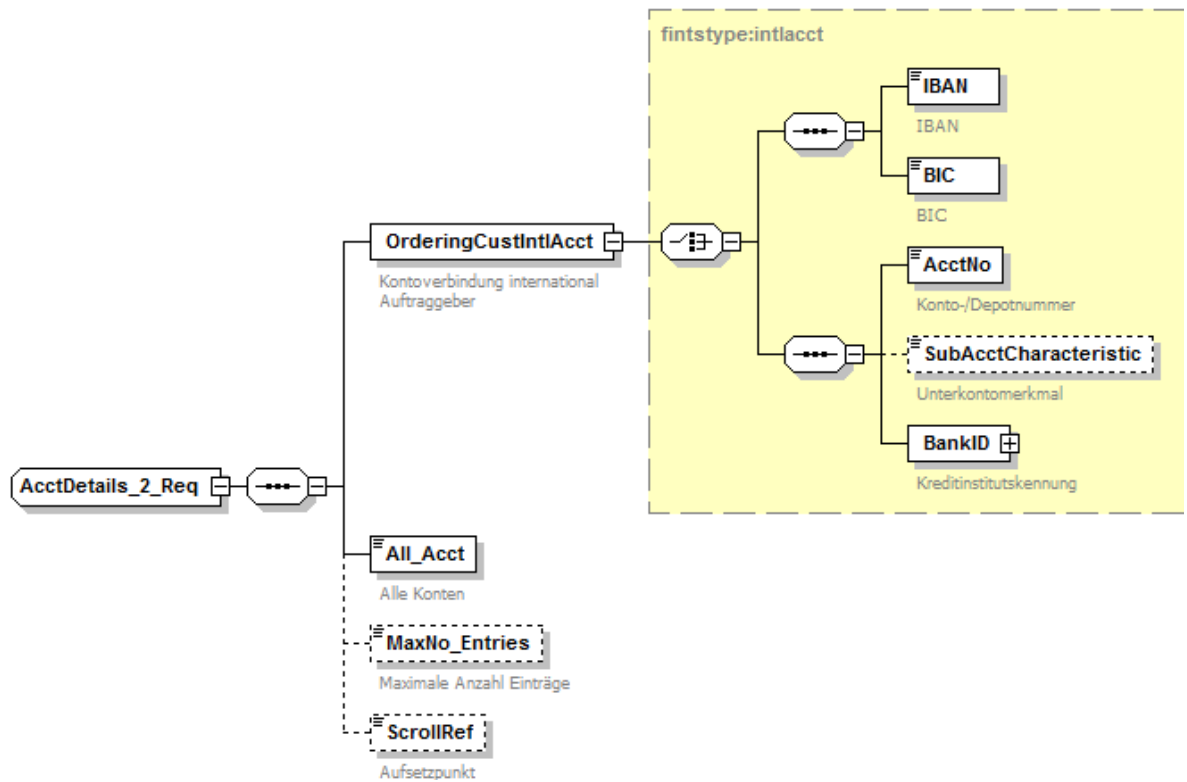 fintstype:intlacct
IBAN
IBAN
BIC
BIC
OrderingCustIntlAcct
Kontoverbindung international
Auftraggeber
AcctNo
Konto-/Depotnummer
SubAcctCharacteristic
Unterkontomerkmal
BankID
Kreditinstitutskennung
AcctDetails_2_Req
All_Acct
Alle Konten
MaxNo_Entries
Maximale Anzahl Einträge
ScrollRef
Aufsetzpunkt